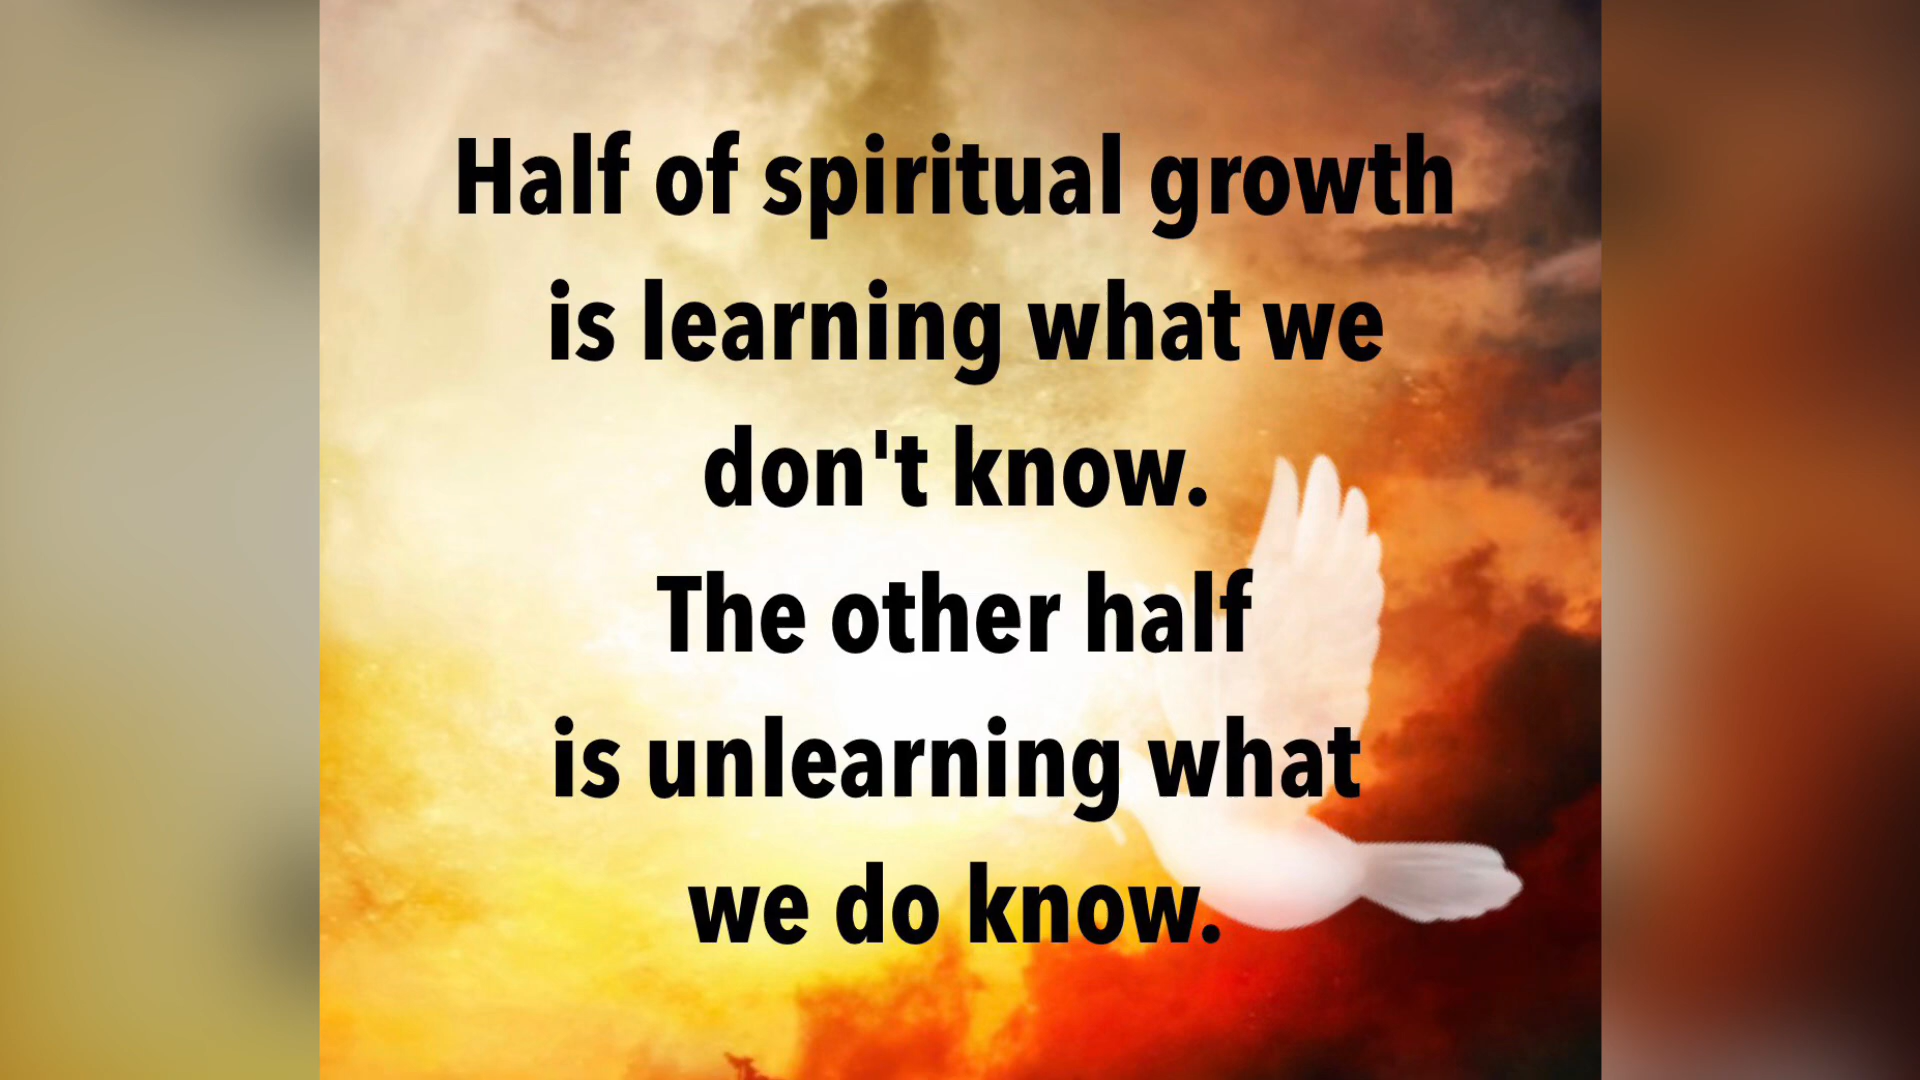 Half of spiritual growth
is learning what we
don't know.
The other half
is unlearning what
we do know.